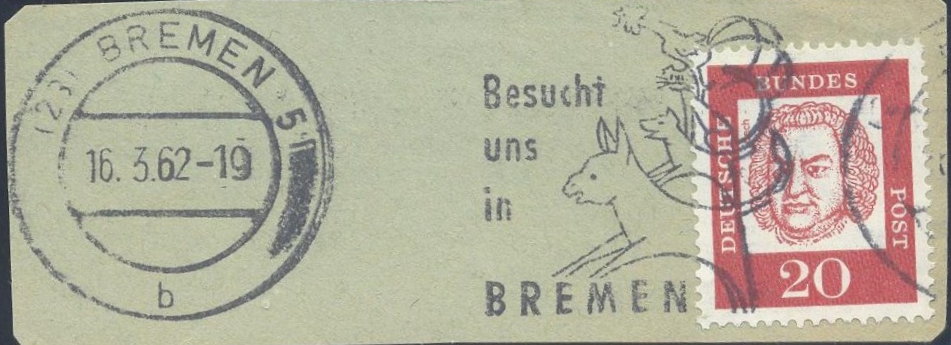 (23) BREMEN 5
16. 3.62-19
b
Besucht
uns
in
BREMEN
DEUTSCHE
BUNDES
POST
20